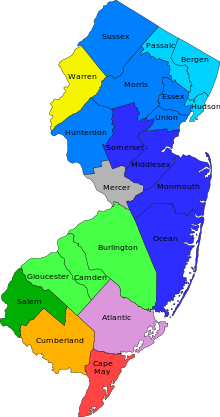 Sussex
Passaic
Bergen
Warren
Morris
Essex
Hudson
Union
Hunterdon
Somerset
Middlesex
Mercer
Monmouth
Ocean
Burlington
Gloucester
Camden
Salem
Atlantic
Cumberland
Cape
May